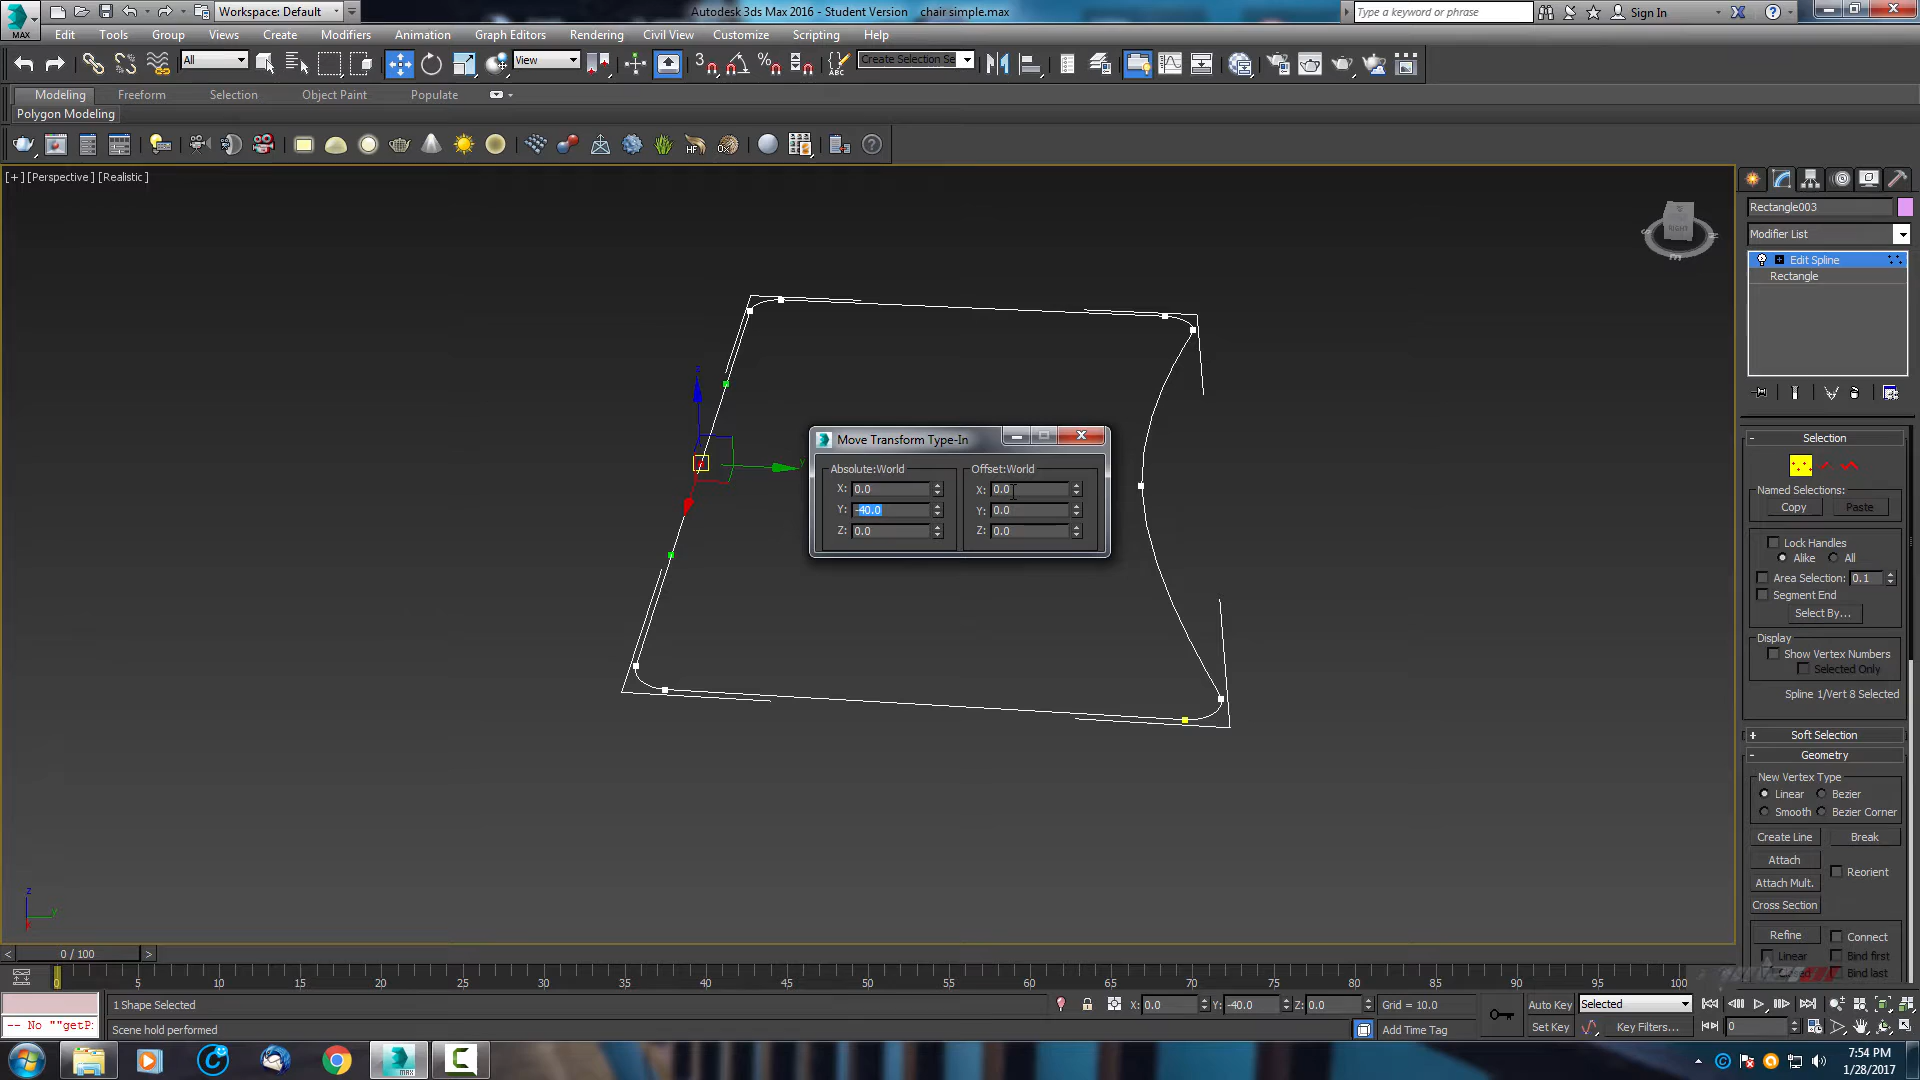 Workspace: Default
Autodesk 3ds Max 2016 - Student Version    chair simple.max
Type a keyword or phrase
Sign In
MAX
Edit Tools Group Views Create Modifiers Animation Graph Editors Rendering Civil View Customize Scripting Help
All
View
3
ABC
Create Selection Se
Modeling Freeform Selection Object Paint Populate
Polygon Modeling
HF
[+] [Perspective] [Realistic]
RIGHT
Rectangle003
Modifier List
Edit Spline
Rectangle
Move Transform Type-In
Absolute:World
X: 0.0
Y: -40.0
Z: 0.0
Offset:World
X: 0.0
Y: 0.0
Z: 0.0
Selection
Named Selections:
Copy Paste
Lock Handles
Alike All
Area Selection: 0.1
Segment End
Select By...
Display
Show Vertex Numbers
Selected Only
Spline 1/Vert 8 Selected
Soft Selection
Geometry
New Vertex Type
Linear Bezier
Smooth Bezier Corner
Create Line Break
Attach Reorient
Attach Mult.
Cross Section
Refine Connect
Linear Bind first
Closed Bind last
z
y
0 / 100
0 5 10 15 20 25 30 35 40 45 50 55 60 65 70 75 80 85 90 95 100
1 Shape Selected
X: 0.0 Y: -40.0 Z: 0.0 Grid = 10.0
Auto Key Selected
-- No ""getP:
Scene hold performed
Add Time Tag
Set Key Key Filters...
0
MAX
7:54 PM
1/28/2017